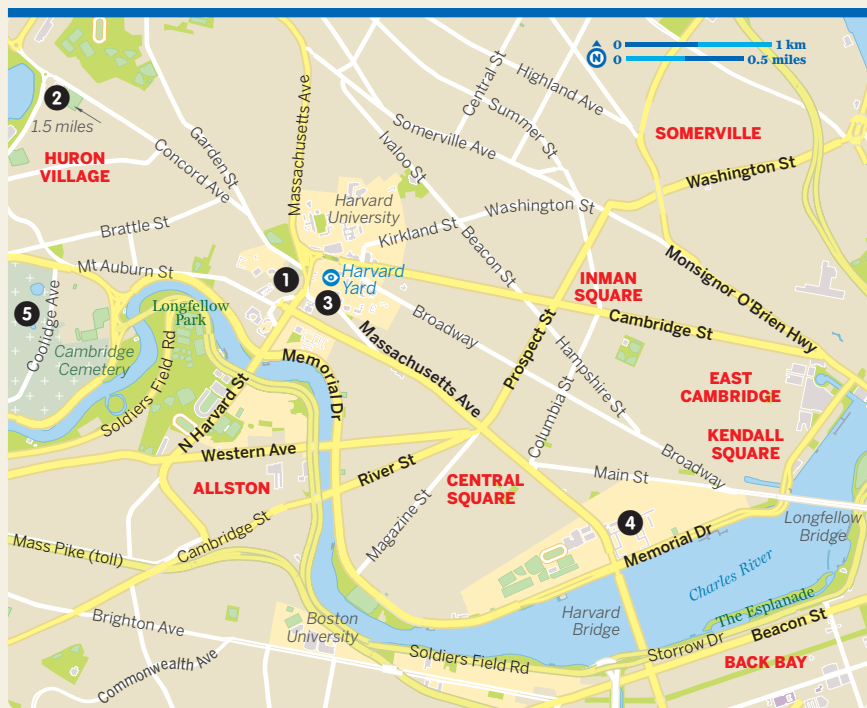 0 1 km
N
0 0.5 miles
2
1.5 miles
HURON
VILLAGE
Garden St
Concord Ave
Massachusetts Ave
Central St
Highland Ave
Summer St
Somerville Ave
Ivaloo St
SOMERVILLE
Washington St
Harvard
University
Washington St
Kirkland St
Beacon St
Brattle St
Mt Auburn St
1
Harvard
Yard
3
INMAN
SQUARE
Monsignor O'Brien Hwy
5
Coolidge Ave
Longfellow
Park
Cambridge
Cemetery
Soldiers Field Rd
Broadway
Cambridge St
Massachusetts Ave
Prospect St
Memorial Dr
N Harvard St
Hampshire St
Columbia St
EAST
CAMBRIDGE
KENDALL
SQUARE
Western Ave
River St
ALLSTON
CENTRAL
SQUARE
Main St
Broadway
Magazine St
4
Cambridge St
Mass Pike (toll)
Memorial Dr
Longfellow
Bridge
Charles River
Brighton Ave
Boston
University
Harvard
Bridge
The Esplanade
Commonwealth Ave
Soldiers Field Rd
Storrow Dr
Beacon St
BACK BAY